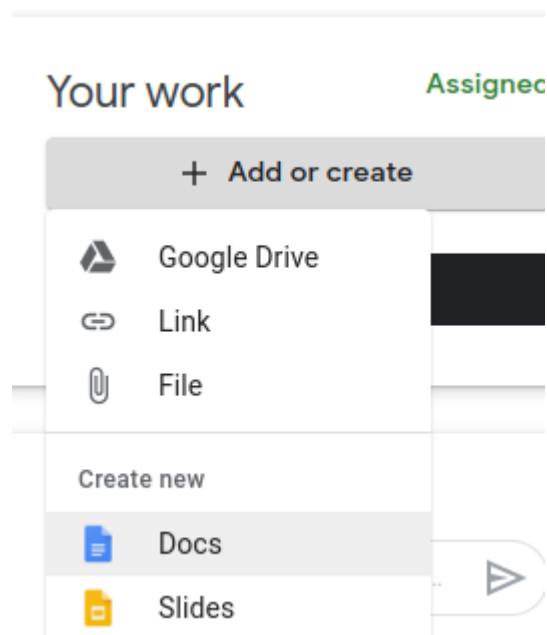 Your work
Assigned
+ Add or create
Google Drive
Link
File
Create new
Docs
Slides